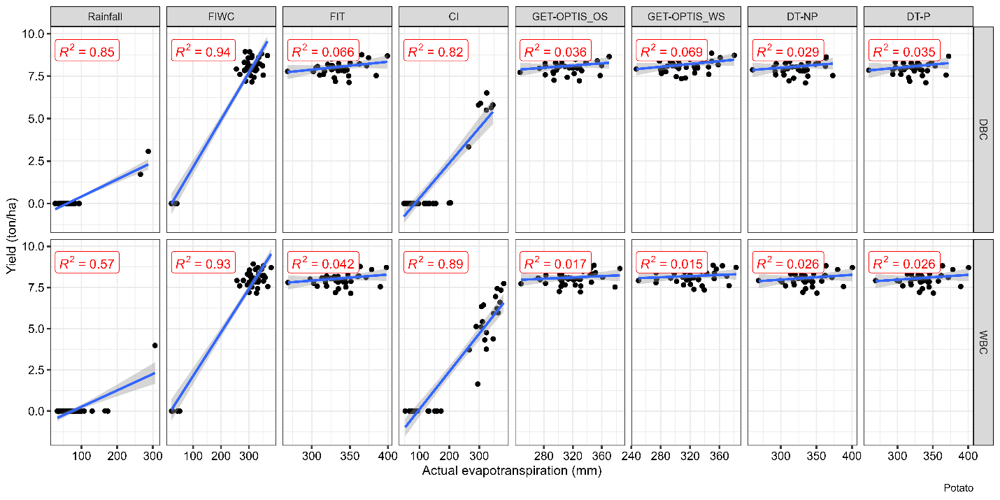 Rainfall FIWC FIT CI GET-OPTIS_OS GET-OPTIS_WS DT-NP DT-P
10.0
R² = 0.85 R² = 0.94 R² = 0.066 R² = 0.82 R² = 0.036 R² = 0.069 R² = 0.029 R² = 0.035
7.5
5.0
2.5
0.0
DBC
Yield (ton/ha)
10.0
R² = 0.57 R² = 0.93 R² = 0.042 R² = 0.89 R² = 0.017 R² = 0.015 R² = 0.026 R² = 0.026
7.5
5.0
2.5
0.0
WBC
100 200 300 0 100 200 300 300 350 400 100 200 300 280 320 360 240 280 320 360 300 350 400 300 350 400
Actual evapotranspiration (mm)
Potato